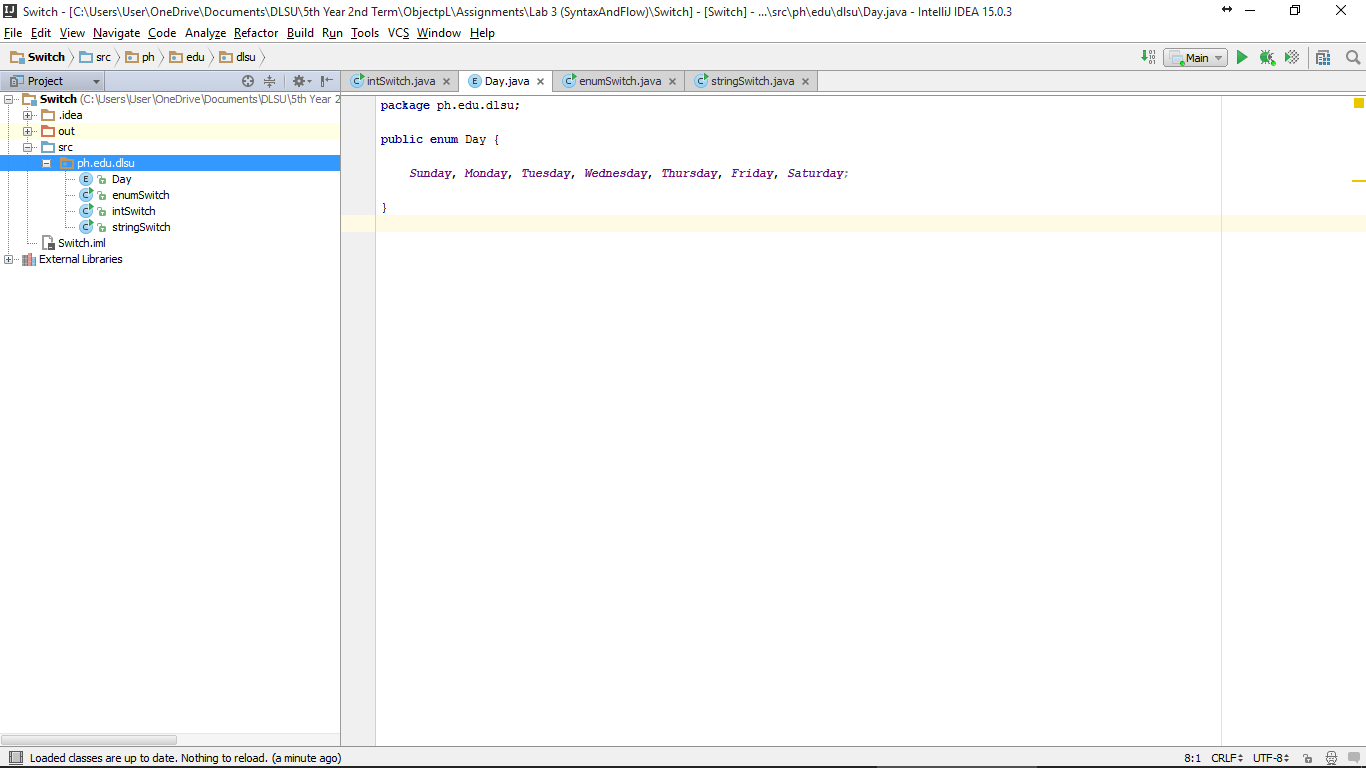 Switch - [C:\Users\User\OneDrive\Documents\DLSU\5th Year 2nd Term\ObjectpL\Assignments\Lab 3 (SyntaxAndFlow)\Switch] - [Switch] - ...\src\ph\edu\dlsu\Day.java - IntelliJ IDEA 15.0.3
File Edit View Navigate Code Analyze Refactor Build Run Tools VCS Window Help
Switch src ph edu dlsu Main
Project
intSwitch.java Day.java enumSwitch.java stringSwitch.java
Switch (C:\Users\User\OneDrive\Documents\DLSU\5th Year 2
.idea
out
src
ph.edu.dlsu
E Day
C enumSwitch
C intSwitch
C stringSwitch
Switch.iml
External Libraries
package ph.edu.dlsu;
public enum Day {
Sunday, Monday, Tuesday, Wednesday, Thursday, Friday, Saturday;
}
Loaded classes are up to date. Nothing to reload. (a minute ago) 8:1 CRLF UTF-8